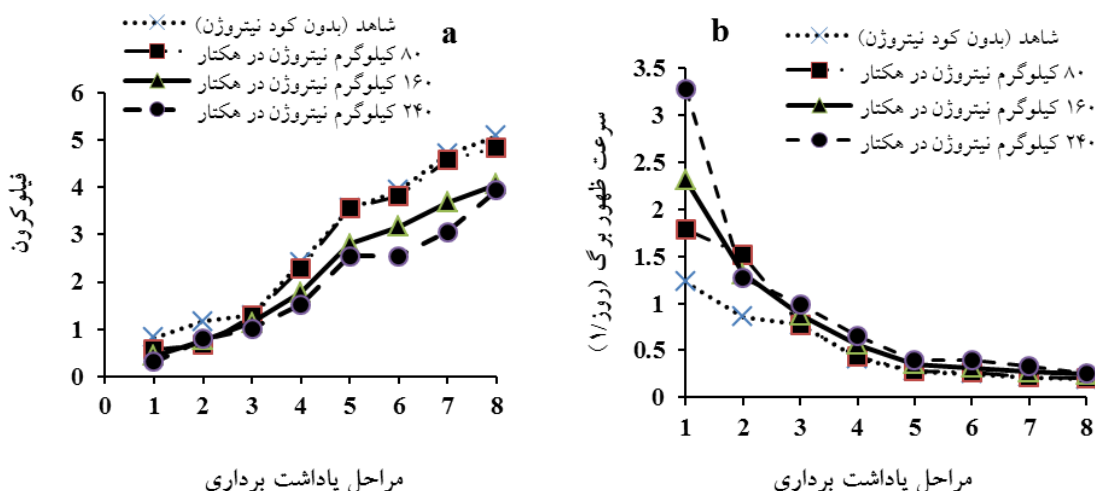 a
شاهد (بدون کود نیتروژن)
۸۰ کیلوگرم نیتروژن در هکتار
۱۶۰ کیلوگرم نیتروژن در هکتار
۲۴۰ کیلوگرم نیتروژن در هکتار
فیلوکرون
6
5
4
3
2
1
0
0 1 2 3 4 5 6 7 8
مراحل یاداشت برداری
b
شاهد (بدون کود نیتروژن)
۸۰ کیلوگرم نیتروژن در هکتار
۱۶۰ کیلوگرم نیتروژن در هکتار
۲۴۰ کیلوگرم نیتروژن در هکتار
سرعت ظهور برگ (روز/۱)
3.5
3
2.5
2
1.5
1
0.5
0
1 2 3 4 5 6 7 8
مراحل یاداشت برداری